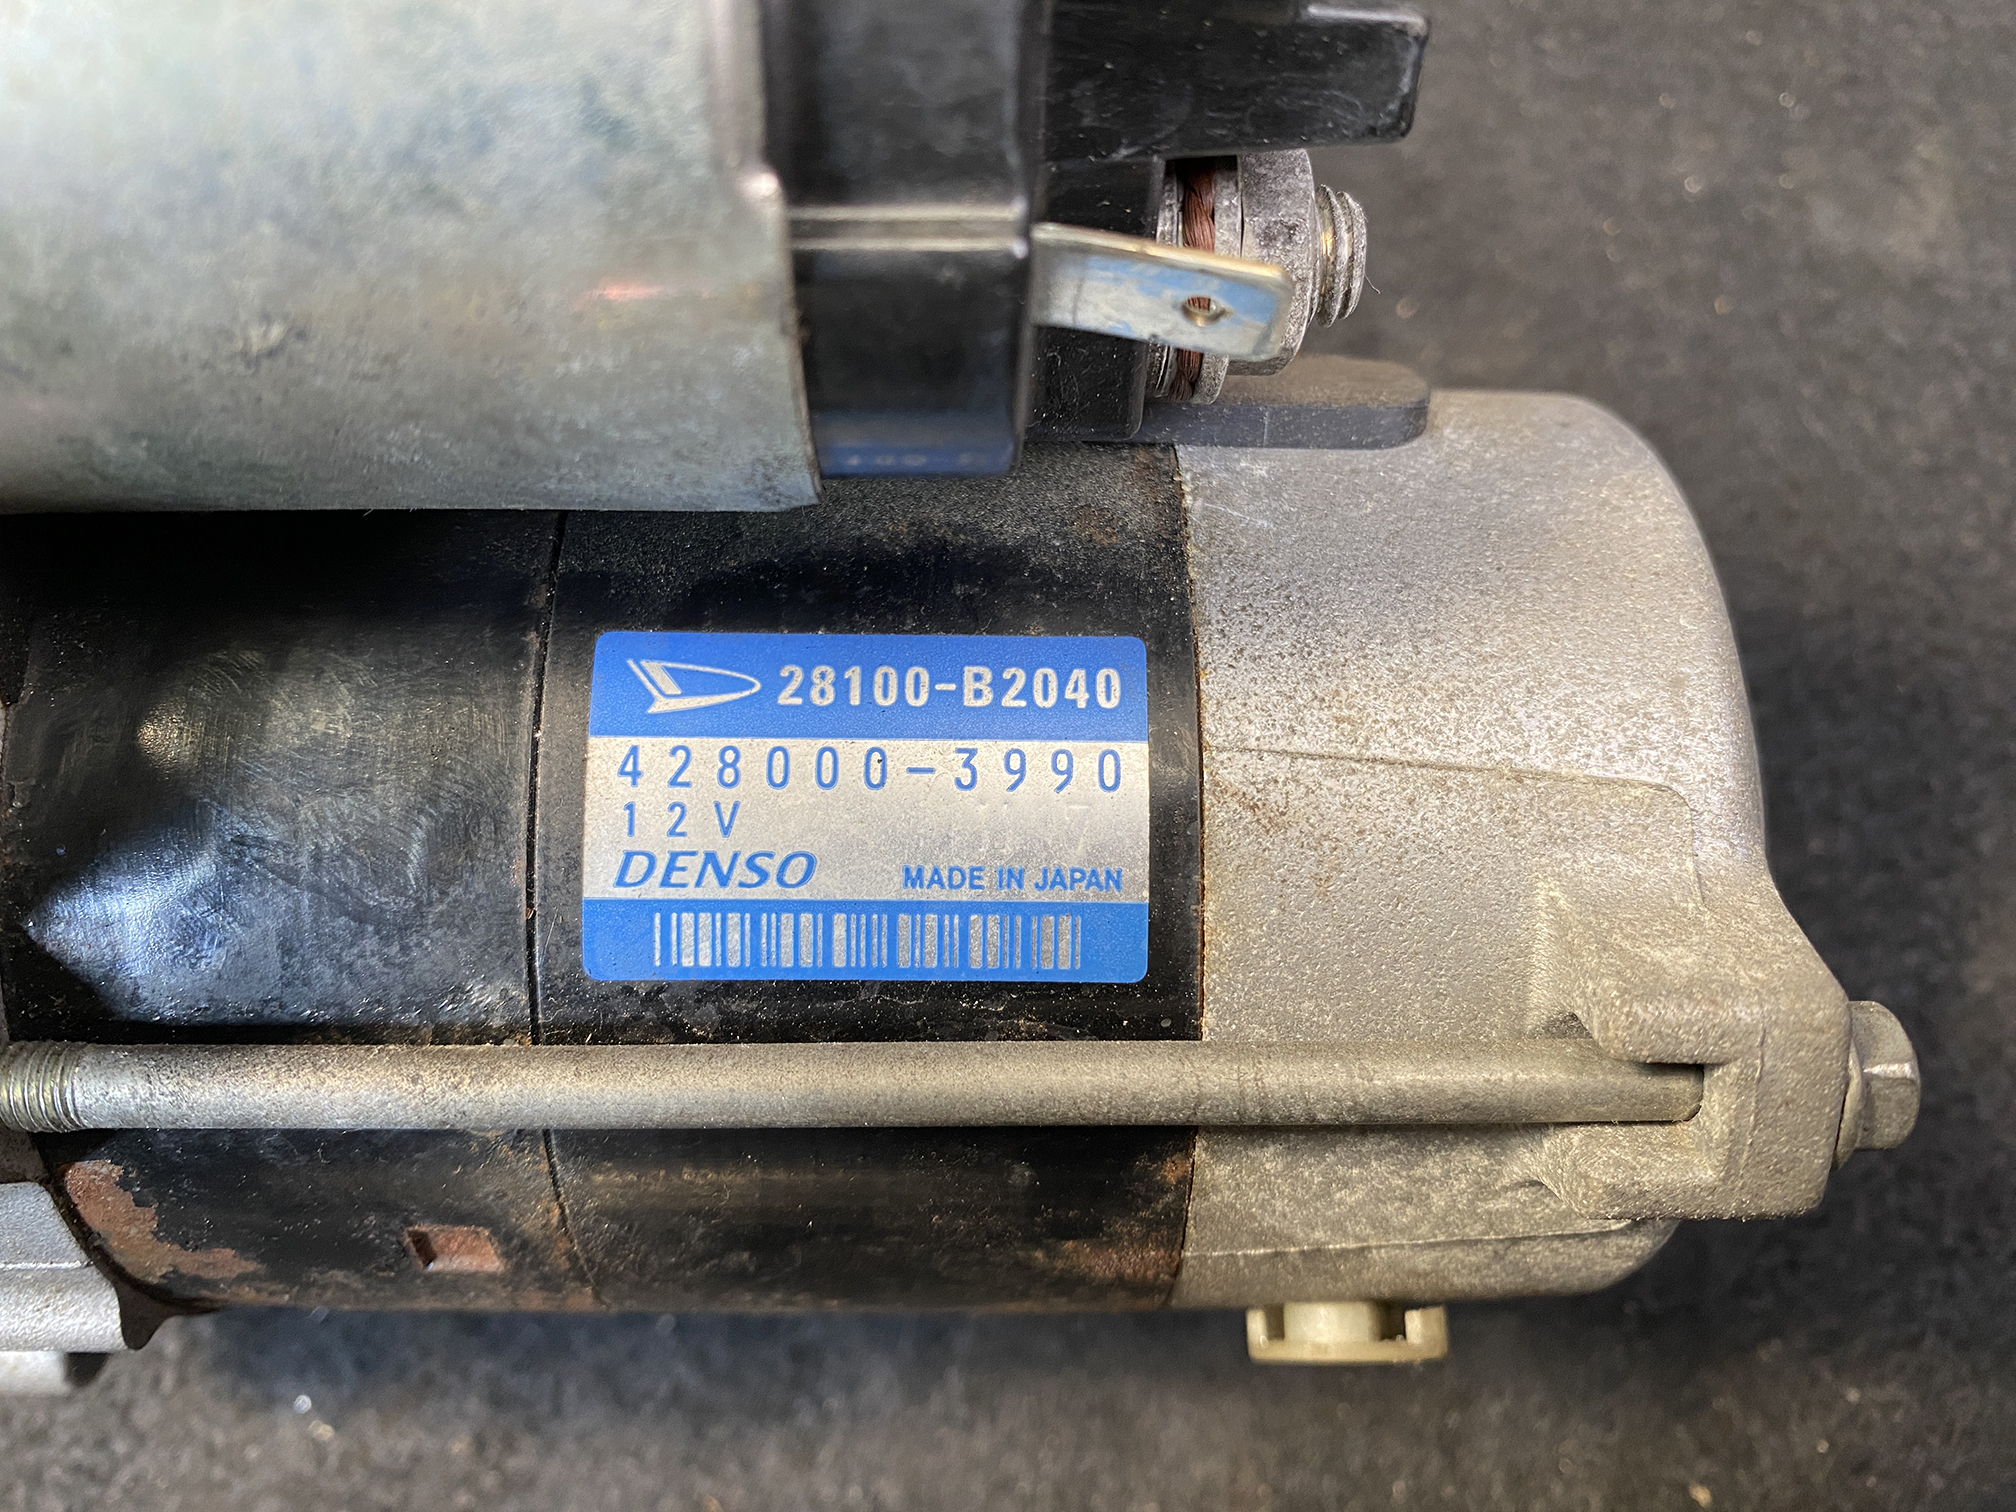 28100-B2040
428000-3990
12V
DENSO MADE IN JAPAN